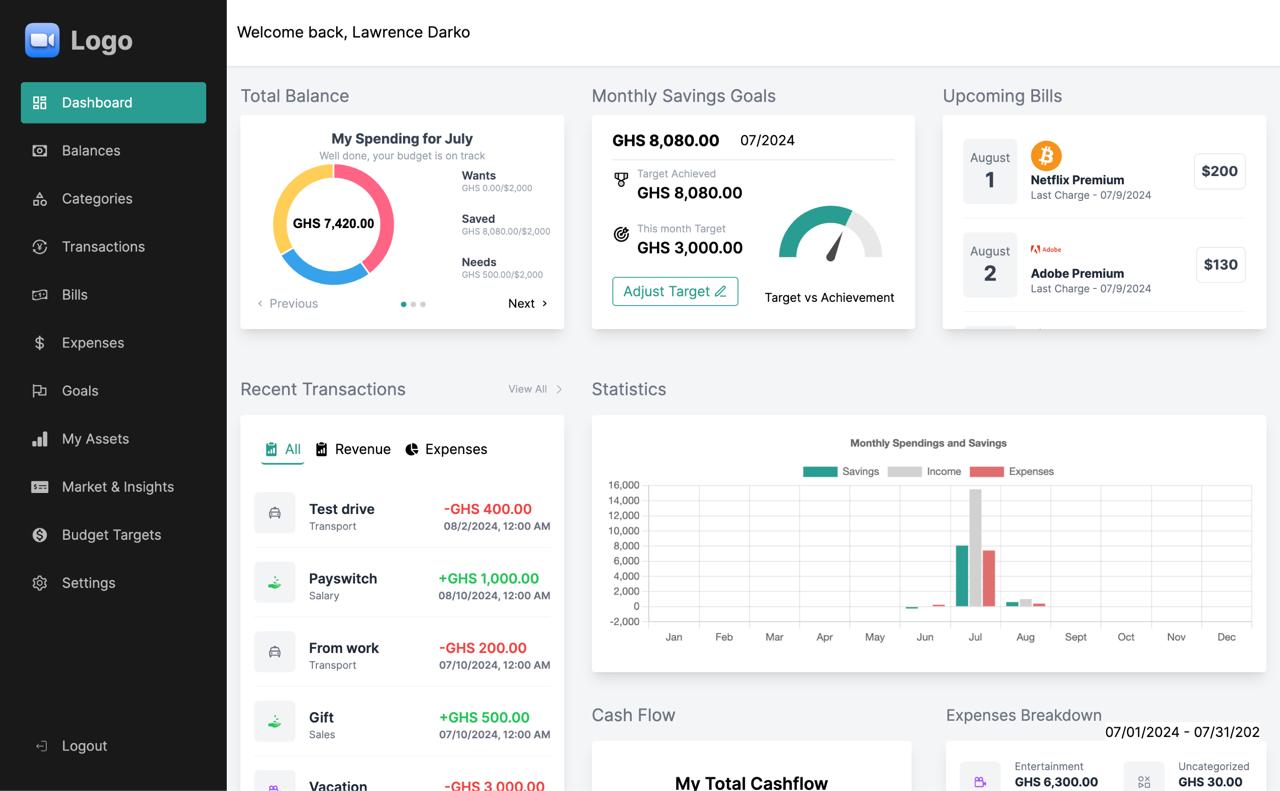 Logo
Dashboard
Balances
Categories
Transactions
Bills
Expenses
Goals
My Assets
Market & Insights
Budget Targets
Settings
Logout
Welcome back, Lawrence Darko
Total Balance
My Spending for July
Well done, your budget is on track
GHS 7,420.00
Wants
GHS 0.00/$2,000
Saved
GHS 8,080.00/$2,000
Needs
GHS 500.00/$2,000
Previous
Next
Monthly Savings Goals
GHS 8,080.00 07/2024
Target Achieved
GHS 8,080.00
This month Target
GHS 3,000.00
Adjust Target
Target vs Achievement
Upcoming Bills
August
1
Netflix Premium
Last Charge - 07/9/2024
$200
August
2
Adobe
Adobe Premium
Last Charge - 07/9/2024
$130
Recent Transactions
View All
All Revenue Expenses
Test drive
Transport
-GHS 400.00
08/2/2024, 12:00 AM
Payswitch
Salary
+GHS 1,000.00
08/10/2024, 12:00 AM
From work
Transport
-GHS 200.00
07/10/2024, 12:00 AM
Gift
Sales
+GHS 500.00
07/10/2024, 12:00 AM
Vacation
-GHS 3,000.00
Statistics
Monthly Spendings and Savings
Savings Income Expenses
16,000
14,000
12,000
10,000
8,000
6,000
4,000
2,000
0
-2,000
Jan Feb Mar Apr May Jun Jul Aug Sept Oct Nov Dec
Cash Flow
My Total Cashflow
Expenses Breakdown
07/01/2024 - 07/31/202
Entertainment
GHS 6,300.00
Uncategorized
GHS 30.00